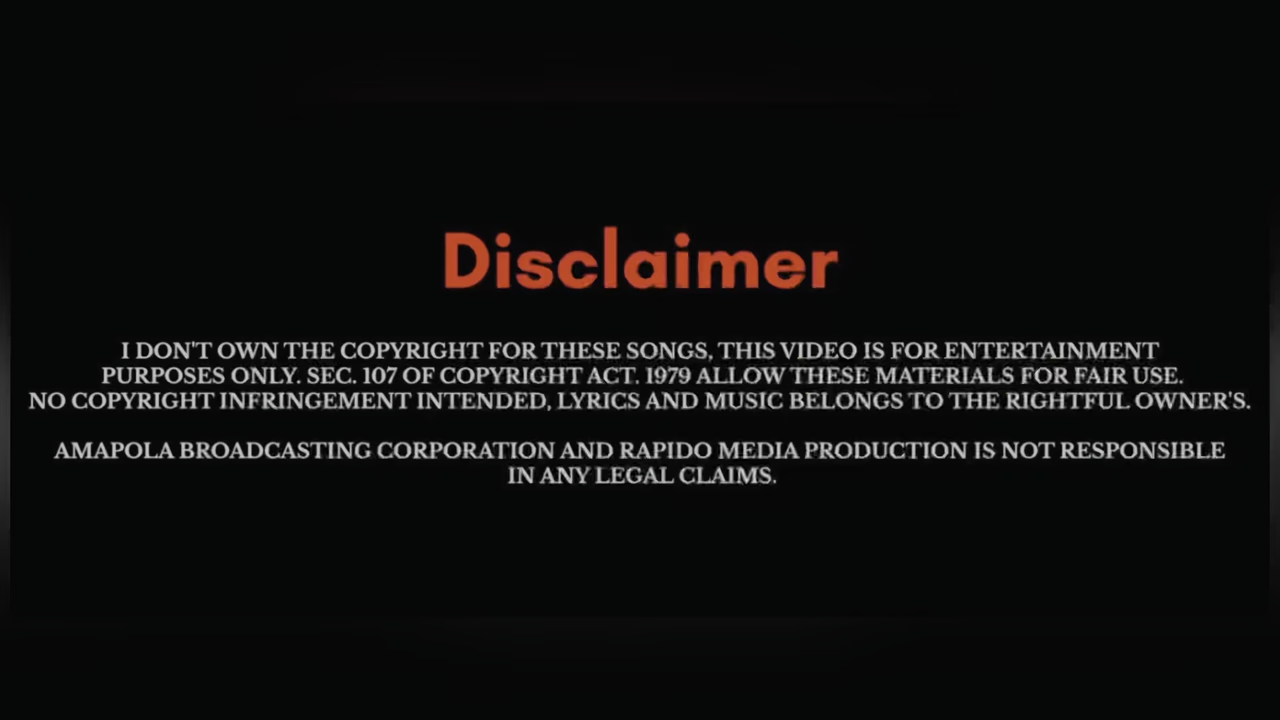 Disclaimer
I DON'T OWN THE COPYRIGHT FOR THESE SONGS, THIS VIDEO IS FOR ENTERTAINMENT
PURPOSES ONLY. SEC. 107 OF COPYRIGHT ACT. 1979 ALLOW THESE MATERIALS FOR FAIR USE.
NO COPYRIGHT INFRINGEMENT INTENDED, LYRICS AND MUSIC BELONGS TO THE RIGHTFUL OWNER'S.
AMAPOLA BROADCASTING CORPORATION AND RAPIDO MEDIA PRODUCTION IS NOT RESPONSIBLE
IN ANY LEGAL CLAIMS.